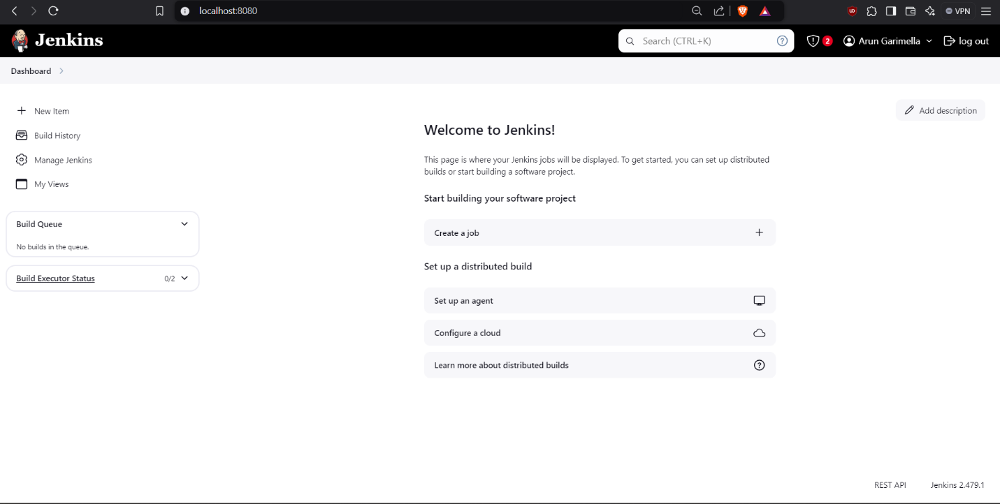 localhost:8080
VPN
Jenkins
Search (CTRL+K)
?
2
Arun Garimella
log out
Dashboard
New Item
Build History
Manage Jenkins
My Views
Build Queue
No builds in the queue.
Build Executor Status 0/2
Add description
Welcome to Jenkins!
This page is where your Jenkins jobs will be displayed. To get started, you can set up distributed
builds or start building a software project.
Start building your software project
Create a job
Set up a distributed build
Set up an agent
Configure a cloud
Learn more about distributed builds
?
REST API
Jenkins 2.479.1